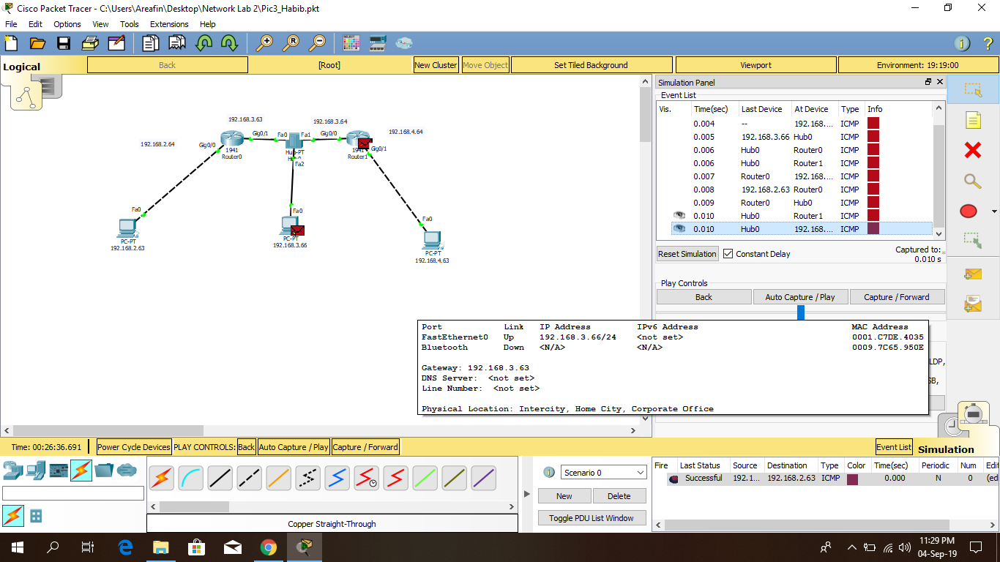 Cisco Packet Tracer - C:\Users\Areafin\Desktop\Network Lab 2\Pic3_Habib.pkt
File Edit Options View Tools Extensions Help
Logical Back [Root] New Cluster Move Object Set Tiled Background Viewport Environment: 19:19:00
192.168.3.63
192.168.3.64
192.168.2.64
192.168.4.64
Gig0/0
Gig0/1
Fa0
Fa1
Gig0/0
Gig0/1
1941
Router0
Hub-PT
Fa2
Router1
Fa0
PC-PT
192.168.2.63
Fa0
PC-PT
192.168.3.66
Fa0
PC-PT
192.168.4.63
Simulation Panel
Event List
Vis. Time(sec) Last Device At Device Type Info
0.004 -- 192.168.... ICMP
0.005 192.168.3.66 Hub0 ICMP
0.006 Hub0 Router0 ICMP
0.006 Hub0 Router1 ICMP
0.007 Router0 192.168.... ICMP
0.008 192.168.2.63 Router0 ICMP
0.009 Router0 Hub0 ICMP
0.010 Hub0 Router1 ICMP
0.010 Hub0 192.168.... ICMP
Reset Simulation Constant Delay Captured to:
0.010 s
Play Controls
Back Auto Capture / Play Capture / Forward
Port Link IP Address IPv6 Address MAC Address
FastEthernet0 Up 192.168.3.66/24 <not set> 0001.C7DE.4035
Bluetooth Down <N/A> <N/A> 0009.7C65.950E
Gateway: 192.168.3.63
DNS Server: <not set>
Line Number: <not set>
Physical Location: Intercity, Home City, Corporate Office
Time: 00:26:36.691 Power Cycle Devices PLAY CONTROLS: Back Auto Capture / Play Capture / Forward Event List Simulation
Scenario 0
New Delete
Toggle PDU List Window
Copper Straight-Through
Fire Last Status Source Destination Type Color Time(sec) Periodic Num Edit
Successful 192.1... 192.168.2.63 ICMP 0.000 N 0 (ed
11:29 PM
04-Sep-19